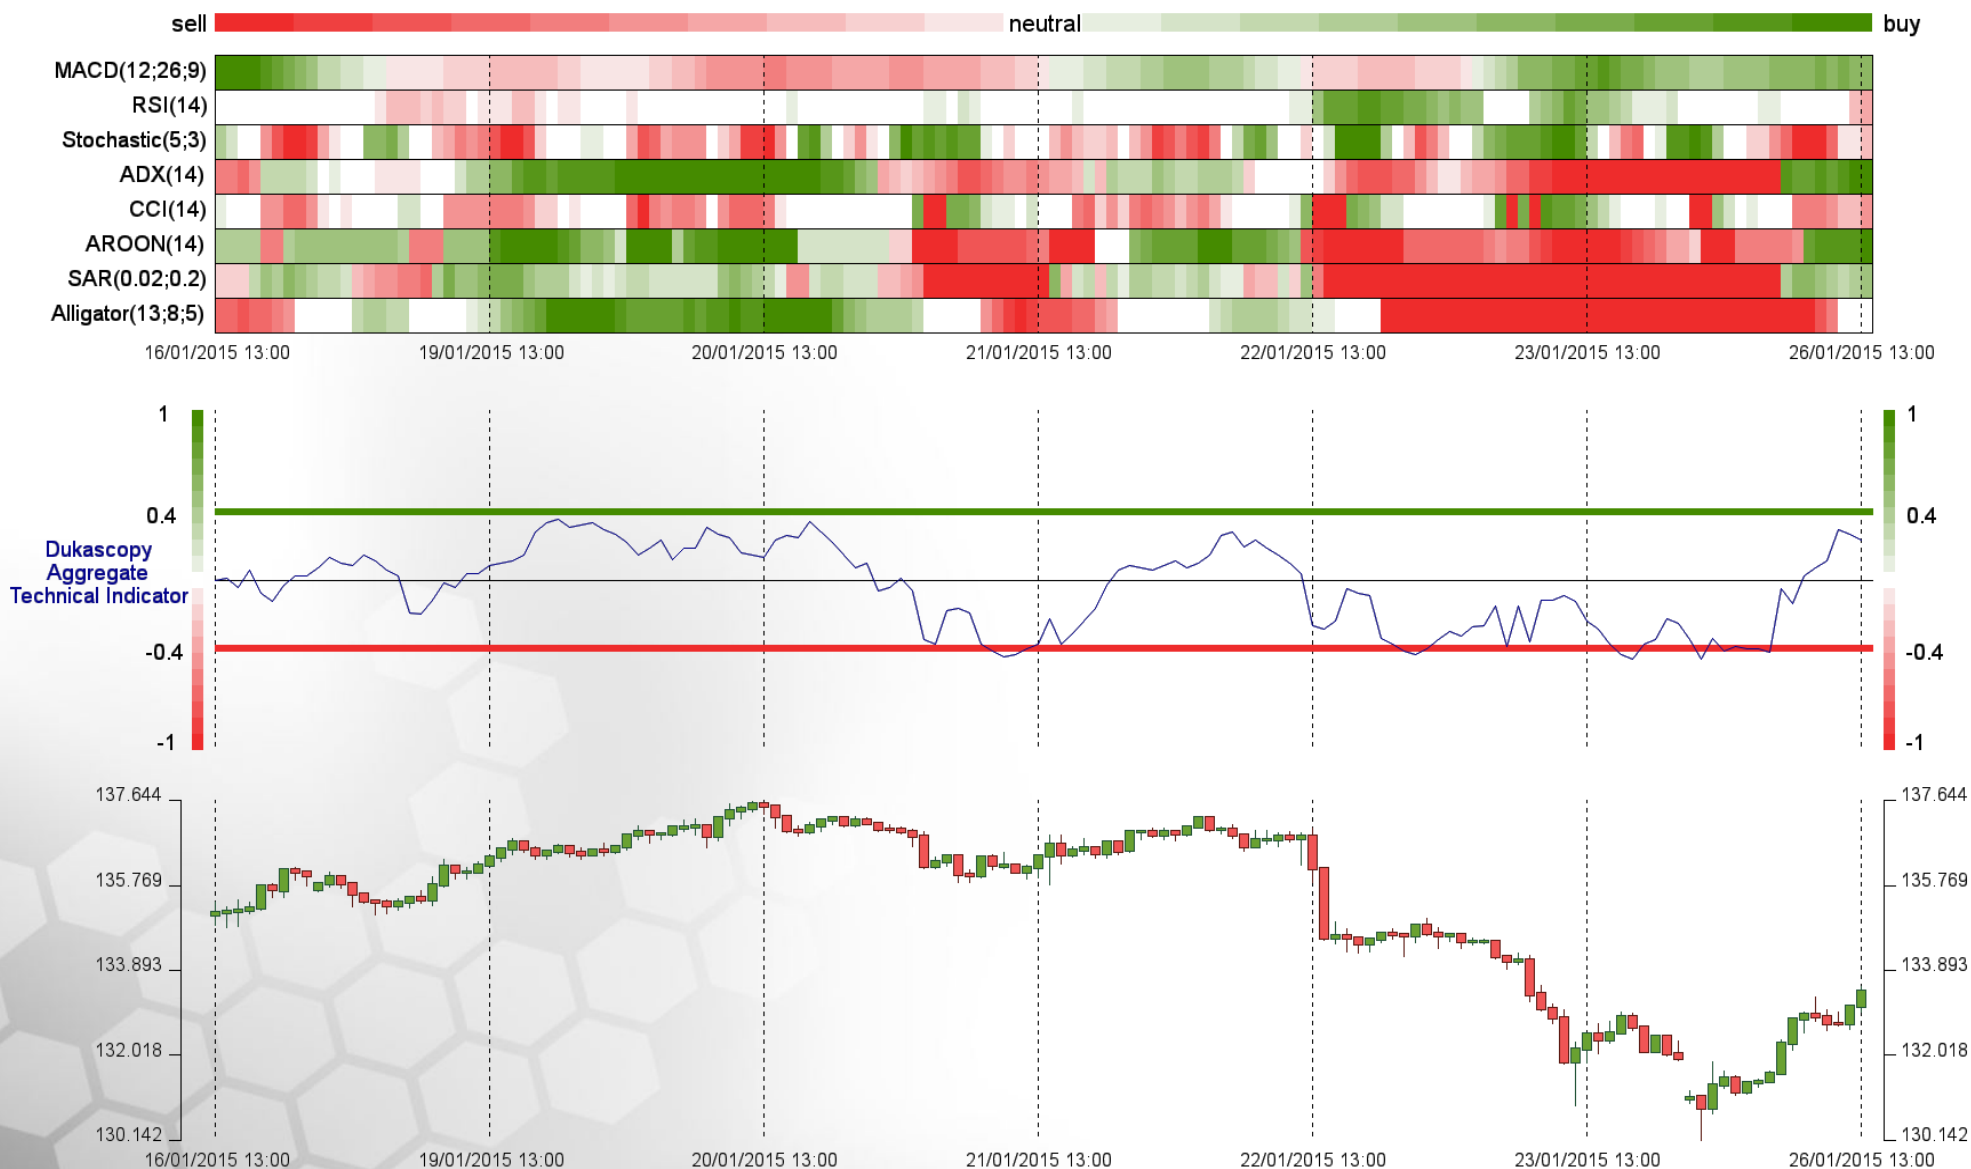 sell neutral buy
MACD(12;26;9)
RSI(14)
Stochastic(5;3)
ADX(14)
CCI(14)
AROON(14)
SAR(0.02;0.2)
Alligator(13;8;5)
16/01/2015 13:00 19/01/2015 13:00 20/01/2015 13:00 21/01/2015 13:00 22/01/2015 13:00 23/01/2015 13:00 26/01/2015 13:00
1 1
0.4 0.4
Dukascopy
Aggregate
Technical Indicator
-0.4 -0.4
-1 -1
137.644 137.644
135.769 135.769
133.893 133.893
132.018 132.018
130.142 130.142
16/01/2015 13:00 19/01/2015 13:00 20/01/2015 13:00 21/01/2015 13:00 22/01/2015 13:00 23/01/2015 13:00 26/01/2015 13:00